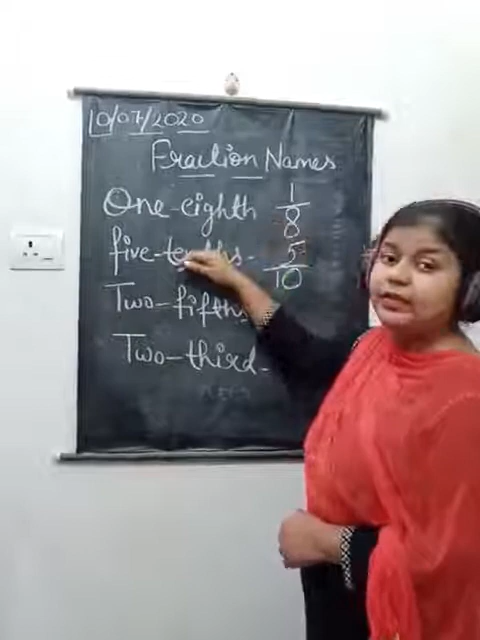 10/07/2020
Fraction Names
One-eighth 1/8
five-tenths- 5/10
Two-fifths
Two-third-